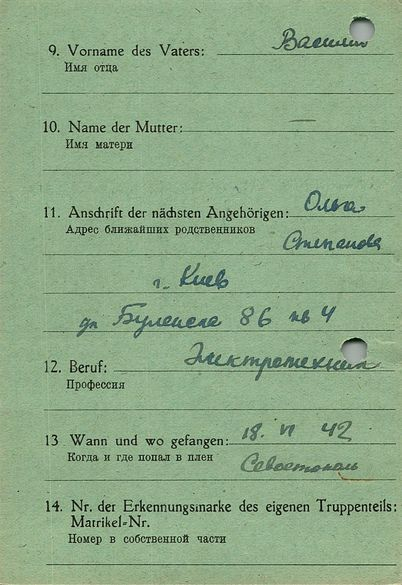 9. Vorname des Vaters: Василий
Имя отца
10. Name der Mutter:
Имя матери
11. Anschrift der nächsten Angehörigen: Ольга
Адрес ближайших родственников
Степанова
г. Киев
86 кв 4
12. Beruf: Электротехник
Профессия
13 Wann und wo gefangen: 18. VI 42
Когда и где попал в плен
Севастополь
14. Nr. der Erkennungsmarke des eigenen Truppenteils:
Matrikel=Nr.
Номер в собственной части